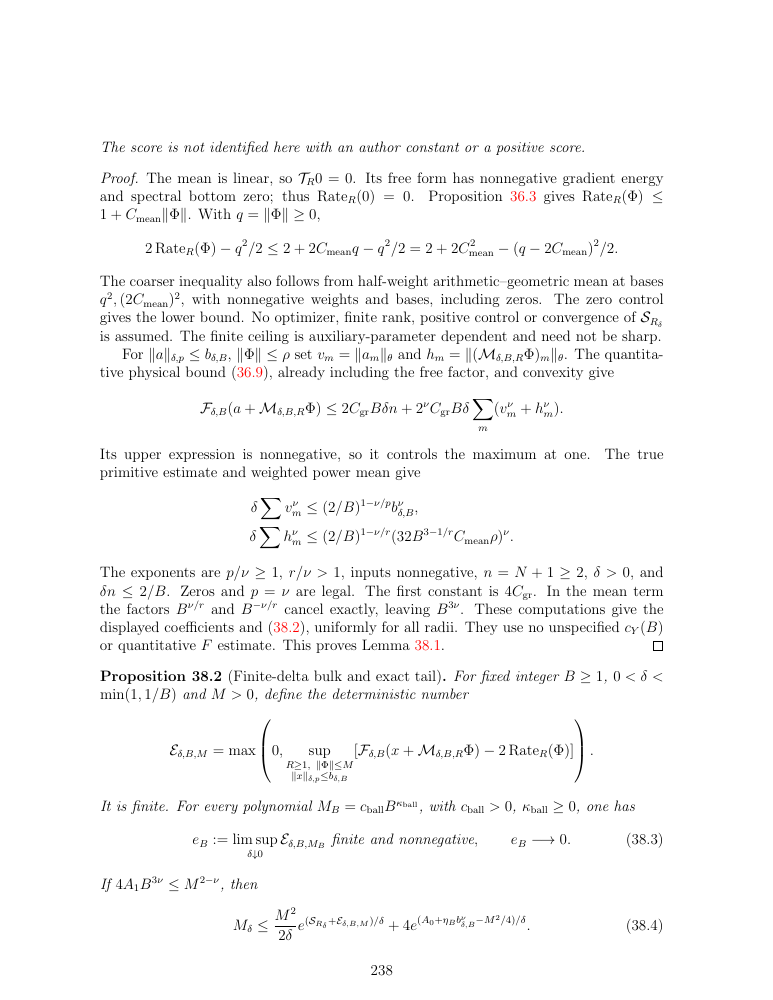 The score is not identified here with an author constant or a positive score.
Proof. The mean is linear, so 𝒯_R0 = 0. Its free form has nonnegative gradient energy
and spectral bottom zero; thus Rate_R(0) = 0. Proposition 36.3 gives Rate_R(Φ) ≤
1 + C_mean‖Φ‖. With q = ‖Φ‖ ≥ 0,
2 Rate_R(Φ) − q²/2 ≤ 2 + 2C_mean q − q²/2 = 2 + 2C²_mean − (q − 2C_mean)²/2.
The coarser inequality also follows from half-weight arithmetic–geometric mean at bases
q², (2C_mean)², with nonnegative weights and bases, including zeros. The zero control
gives the lower bound. No optimizer, finite rank, positive control or convergence of 𝒮_{R_δ}
is assumed. The finite ceiling is auxiliary-parameter dependent and need not be sharp.
For ‖a‖_{δ,p} ≤ b_{δ,B}, ‖Φ‖ ≤ ρ set v_m = ‖a_m‖_θ and h_m = ‖(ℳ_{δ,B,R}Φ)_m‖_θ. The quantita-
tive physical bound (36.9), already including the free factor, and convexity give
ℱ_{δ,B}(a + ℳ_{δ,B,R}Φ) ≤ 2C_gr Bδn + 2^ν C_gr Bδ ∑_m (v_m^ν + h_m^ν).
Its upper expression is nonnegative, so it controls the maximum at one. The true
primitive estimate and weighted power mean give
δ ∑ v_m^ν ≤ (2/B)^{1−ν/p} b_{δ,B}^ν,
δ ∑ h_m^ν ≤ (2/B)^{1−ν/r} (32B^{3−1/r} C_mean ρ)^ν.
The exponents are p/ν ≥ 1, r/ν > 1, inputs nonnegative, n = N + 1 ≥ 2, δ > 0, and
δn ≤ 2/B. Zeros and p = ν are legal. The first constant is 4C_gr. In the mean term
the factors B^{ν/r} and B^{−ν/r} cancel exactly, leaving B^{3ν}. These computations give the
displayed coefficients and (38.2), uniformly for all radii. They use no unspecified c_Y(B)
or quantitative F estimate. This proves Lemma 38.1. □
Proposition 38.2 (Finite-delta bulk and exact tail). For fixed integer B ≥ 1, 0 < δ <
min(1, 1/B) and M > 0, define the deterministic number
ℰ_{δ,B,M} = max ( 0, sup_{R≥1, ‖Φ‖≤M, ‖x‖_{δ,p}≤b_{δ,B}} [ℱ_{δ,B}(x + ℳ_{δ,B,R}Φ) − 2 Rate_R(Φ)] ) .
It is finite. For every polynomial M_B = c_ball B^{κ_ball}, with c_ball > 0, κ_ball ≥ 0, one has
e_B := lim sup_{δ↓0} ℰ_{δ,B,M_B} finite and nonnegative, e_B ⟶ 0. (38.3)
If 4A_1B^{3ν} ≤ M^{2−ν}, then
M_δ ≤ M²/2δ e^{(𝒮_{R_δ}+ℰ_{δ,B,M})/δ} + 4e^{(A_0+η_B b_{δ,B}^ν−M²/4)/δ}. (38.4)
238